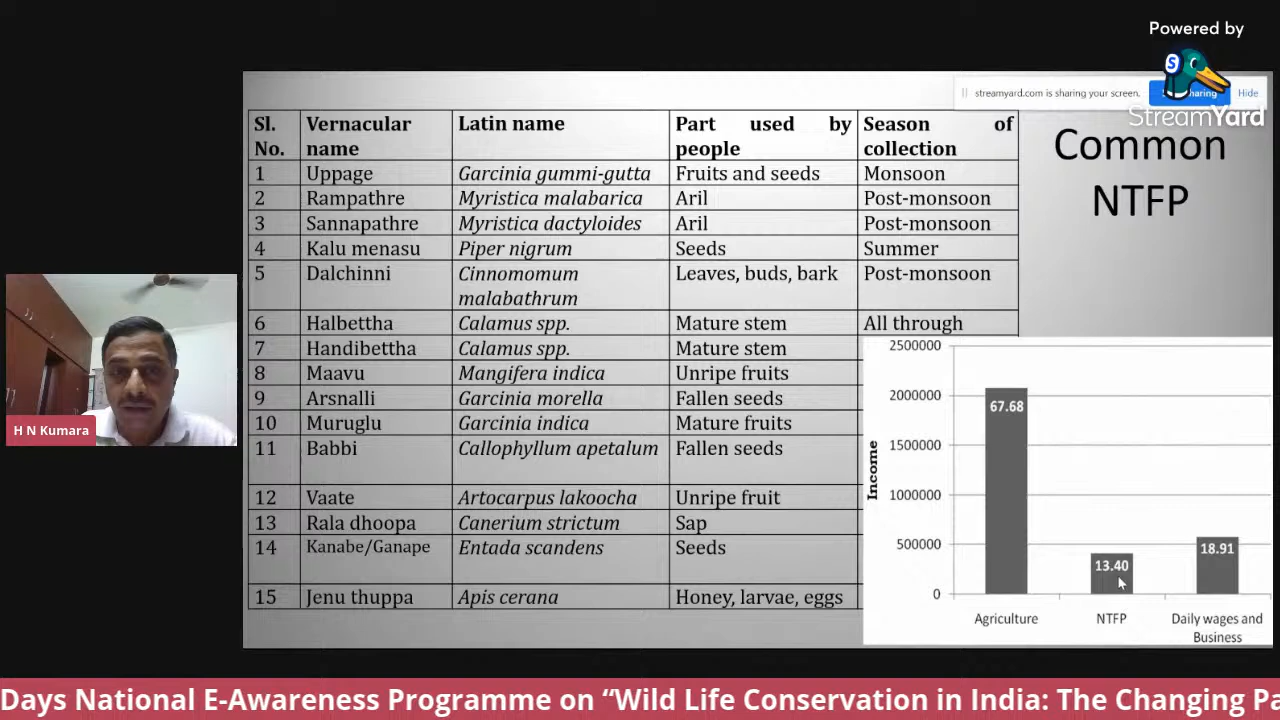 Powered by
streamyard.com is sharing your screen.
haring
Hide
StreamYard
Common
NTFP
Sl. No. Vernacular name Latin name Part used by people Season of collection
1 Uppage Garcinia gummi-gutta Fruits and seeds Monsoon
2 Rampathre Myristica malabarica Aril Post-monsoon
3 Sannapathre Myristica dactyloides Aril Post-monsoon
4 Kalu menasu Piper nigrum Seeds Summer
5 Dalchinni Cinnomomum malabathrum Leaves, buds, bark Post-monsoon
6 Halbettha Calamus spp. Mature stem All through
7 Handibettha Calamus spp. Mature stem
8 Maavu Mangifera indica Unripe fruits
9 Arsnalli Garcinia morella Fallen seeds
10 Muruglu Garcinia indica Mature fruits
11 Babbi Callophyllum apetalum Fallen seeds
12 Vaate Artocarpus lakoocha Unripe fruit
13 Rala dhoopa Canerium strictum Sap
14 Kanabe/Ganape Entada scandens Seeds
15 Jenu thuppa Apis cerana Honey, larvae, eggs
Income
2500000
2000000
1500000
1000000
500000
0
67.68
13.40
18.91
Agriculture
NTFP
Daily wages and
Business
H N Kumara
Days National E-Awareness Programme on “Wild Life Conservation in India: The Changing Pa